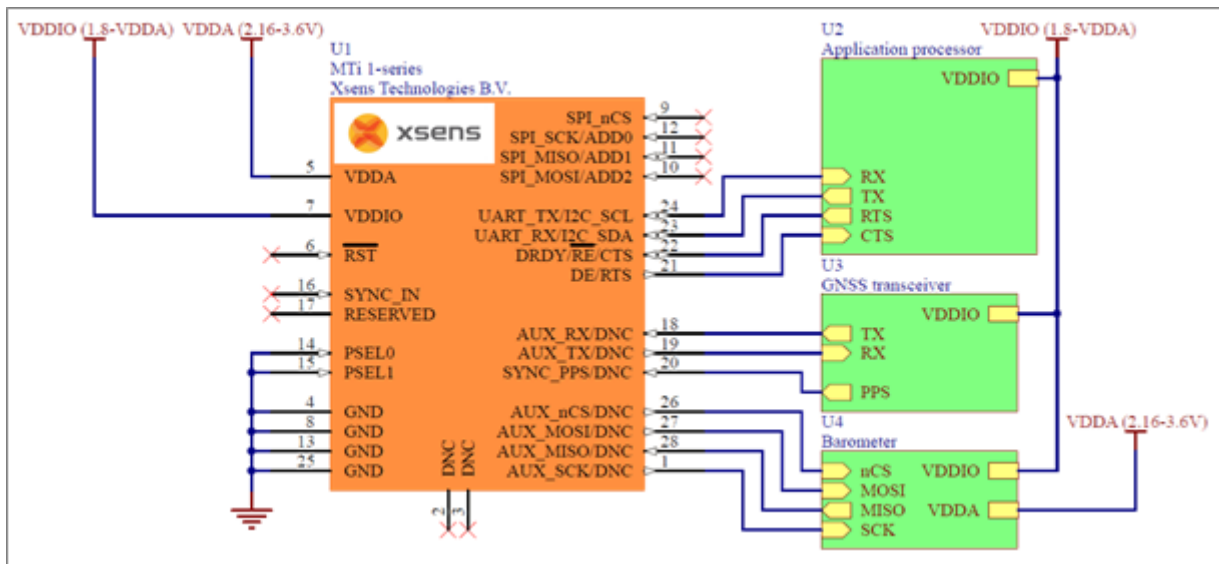 VDDIO (1.8-VDDA) VDDA (2.16-3.6V)
U1
MTi 1-series
Xsens Technologies B.V.
xsens
5 VDDA
7 VDDIO
6 RST
16 SYNC_IN
17 RESERVED
14 PSEL0
15 PSEL1
4 GND
8 GND
13 GND
25 GND
2 DNC
3 DNC
SPI_nCS 9
SPI_SCK/ADD0 12
SPI_MISO/ADD1 11
SPI_MOSI/ADD2 10
UART_TX/I2C_SCL 24
UART_RX/I2C_SDA 23
DRDY/RE/CTS 22
DE/RTS 21
AUX_RX/DNC 18
AUX_TX/DNC 19
SYNC_PPS/DNC 20
AUX_nCS/DNC 26
AUX_MOSI/DNC 27
AUX_MISO/DNC 28
AUX_SCK/DNC 1
U2
Application processor
VDDIO (1.8-VDDA)
VDDIO
RX
TX
RTS
CTS
U3
GNSS transceiver
VDDIO
TX
RX
PPS
U4
Barometer
VDDA (2.16-3.6V)
nCS VDDIO
MOSI
MISO VDDA
SCK